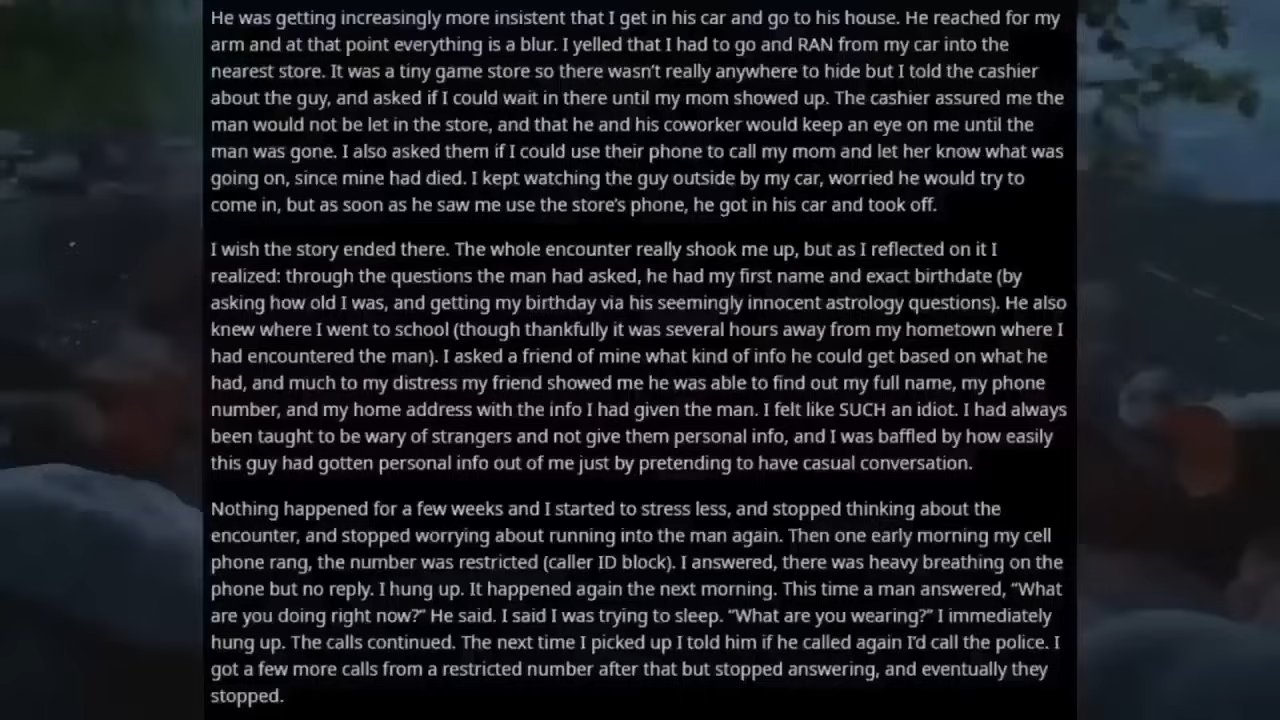 He was getting increasingly more insistent that I get in his car and go to his house. He reached for my
arm and at that point everything is a blur. I yelled that I had to go and RAN from my car into the
nearest store. It was a tiny game store so there wasn’t really anywhere to hide but I told the cashier
about the guy, and asked if I could wait in there until my mom showed up. The cashier assured me the
man would not be let in the store, and that he and his coworker would keep an eye on me until the
man was gone. I also asked them if I could use their phone to call my mom and let her know what was
going on, since mine had died. I kept watching the guy outside by my car, worried he would try to
come in, but as soon as he saw me use the store’s phone, he got in his car and took off.
I wish the story ended there. The whole encounter really shook me up, but as I reflected on it I
realized: through the questions the man had asked, he had my first name and exact birthdate (by
asking how old I was, and getting my birthday via his seemingly innocent astrology questions). He also
knew where I went to school (though thankfully it was several hours away from my hometown where I
had encountered the man). I asked a friend of mine what kind of info he could get based on what he
had, and much to my distress my friend showed me he was able to find out my full name, my phone
number, and my home address with the info I had given the man. I felt like SUCH an idiot. I had always
been taught to be wary of strangers and not give them personal info, and I was baffled by how easily
this guy had gotten personal info out of me just by pretending to have casual conversation.
Nothing happened for a few weeks and I started to stress less, and stopped thinking about the
encounter, and stopped worrying about running into the man again. Then one early morning my cell
phone rang, the number was restricted (caller ID block). I answered, there was heavy breathing on the
phone but no reply. I hung up. It happened again the next morning. This time a man answered, “What
are you doing right now?” He said. I said I was trying to sleep. “What are you wearing?” I immediately
hung up. The calls continued. The next time I picked up I told him if he called again I’d call the police. I
got a few more calls from a restricted number after that but stopped answering, and eventually they
stopped.